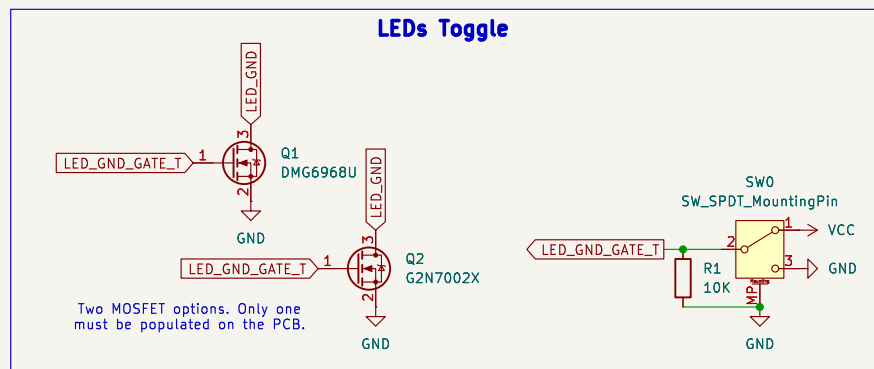 LEDs Toggle
LED_GND
3
LED_GND_GATE_T
1
Q1
DMG6968U
2
GND
LED_GND
3
LED_GND_GATE_T
1
Q2
G2N7002X
2
GND
Two MOSFET options. Only one
must be populated on the PCB.
SW0
SW_SPDT_MountingPin
1
VCC
LED_GND_GATE_T
2
3
GND
R1
10K
MP
GND